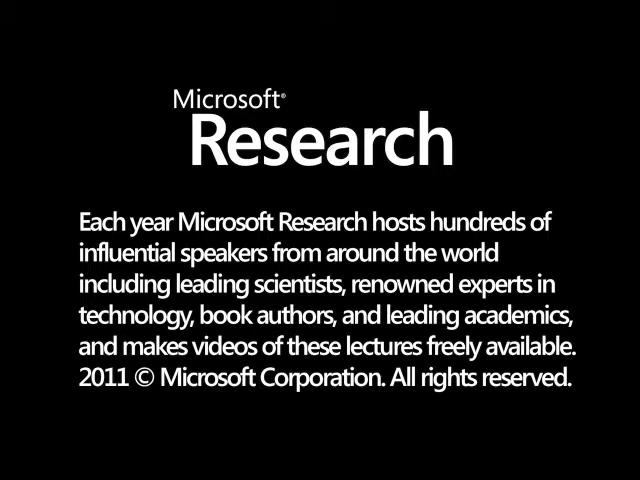 Microsoft®
Research
Each year Microsoft Research hosts hundreds of
influential speakers from around the world
including leading scientists, renowned experts in
technology, book authors, and leading academics,
and makes videos of these lectures freely available.
2011 © Microsoft Corporation. All rights reserved.